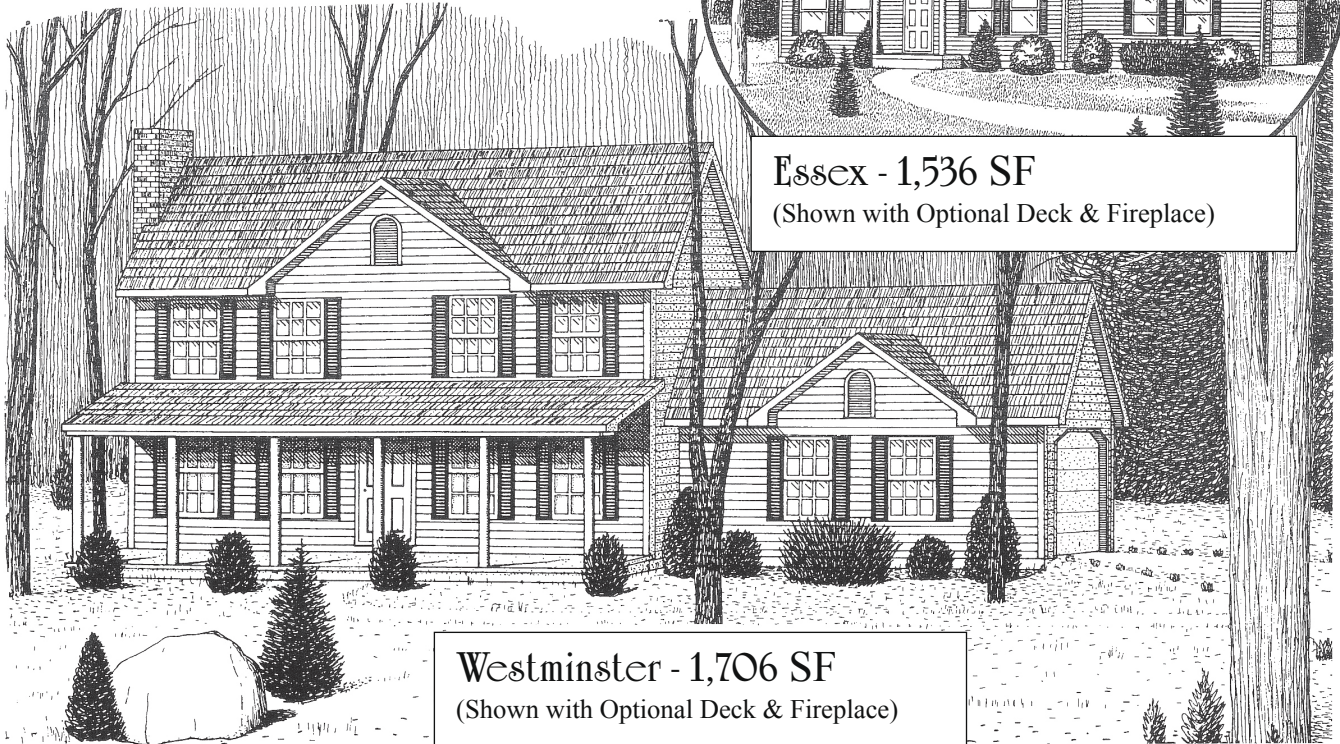 Essex - 1,536 SF
(Shown with Optional Deck & Fireplace)
Westminster - 1,706 SF
(Shown with Optional Deck & Fireplace)